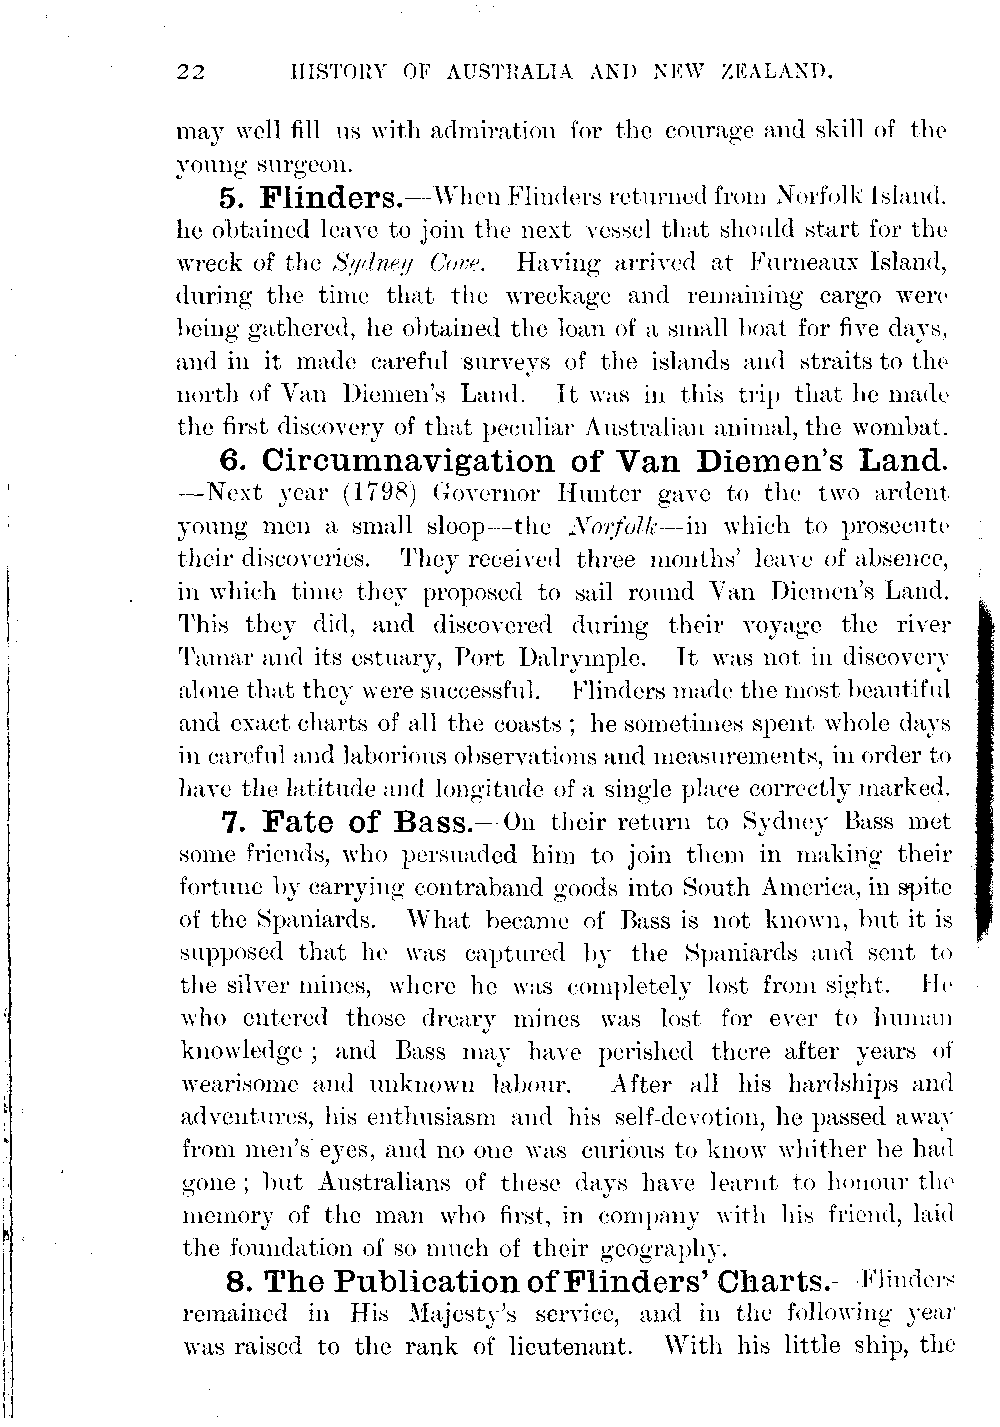 22 HISTORY OF AUSTRALIA AND NEW ZEALAND.
may well fill us with admiration for the courage and skill of the
young surgeon.
5. Flinders.—When Flinders returned from Norfolk Island,
he obtained leave to join the next vessel that should start for the
wreck of the Sydney Cove. Having arrived at Furneaux Island,
during the time that the wreckage and remaining cargo were
being gathered, he obtained the loan of a small boat for five days,
and in it made careful surveys of the islands and straits to the
north of Van Diemen's Land. It was in this trip that he made
the first discovery of that peculiar Australian animal, the wombat.
6. Circumnavigation of Van Diemen's Land.
—Next year (1798) Governor Hunter gave to the two ardent
young men a small sloop—the Norfolk—in which to prosecute
their discoveries. They received three months' leave of absence,
in which time they proposed to sail round Van Diemen's Land.
This they did, and discovered during their voyage the river
Tamar and its estuary, Port Dalrymple. It was not in discovery
alone that they were successful. Flinders made the most beautiful
and exact charts of all the coasts; he sometimes spent whole days
in careful and laborious observations and measurements, in order to
have the latitude and longitude of a single place correctly marked.
7. Fate of Bass.—On their return to Sydney Bass met
some friends, who persuaded him to join them in making their
fortune by carrying contraband goods into South America, in spite
of the Spaniards. What became of Bass is not known, but it is
supposed that he was captured by the Spaniards and sent to
the silver mines, where he was completely lost from sight. He
who entered those dreary mines was lost for ever to human
knowledge; and Bass may have perished there after years of
wearisome and unknown labour. After all his hardships and
adventures, his enthusiasm and his self-devotion, he passed away
from men's eyes, and no one was curious to know whither he had
gone; but Australians of these days have learnt to honour the
memory of the man who first, in company with his friend, laid
the foundation of so much of their geography.
8. The Publication of Flinders' Charts.—Flinders
remained in His Majesty's service, and in the following year
was raised to the rank of lieutenant. With his little ship, the